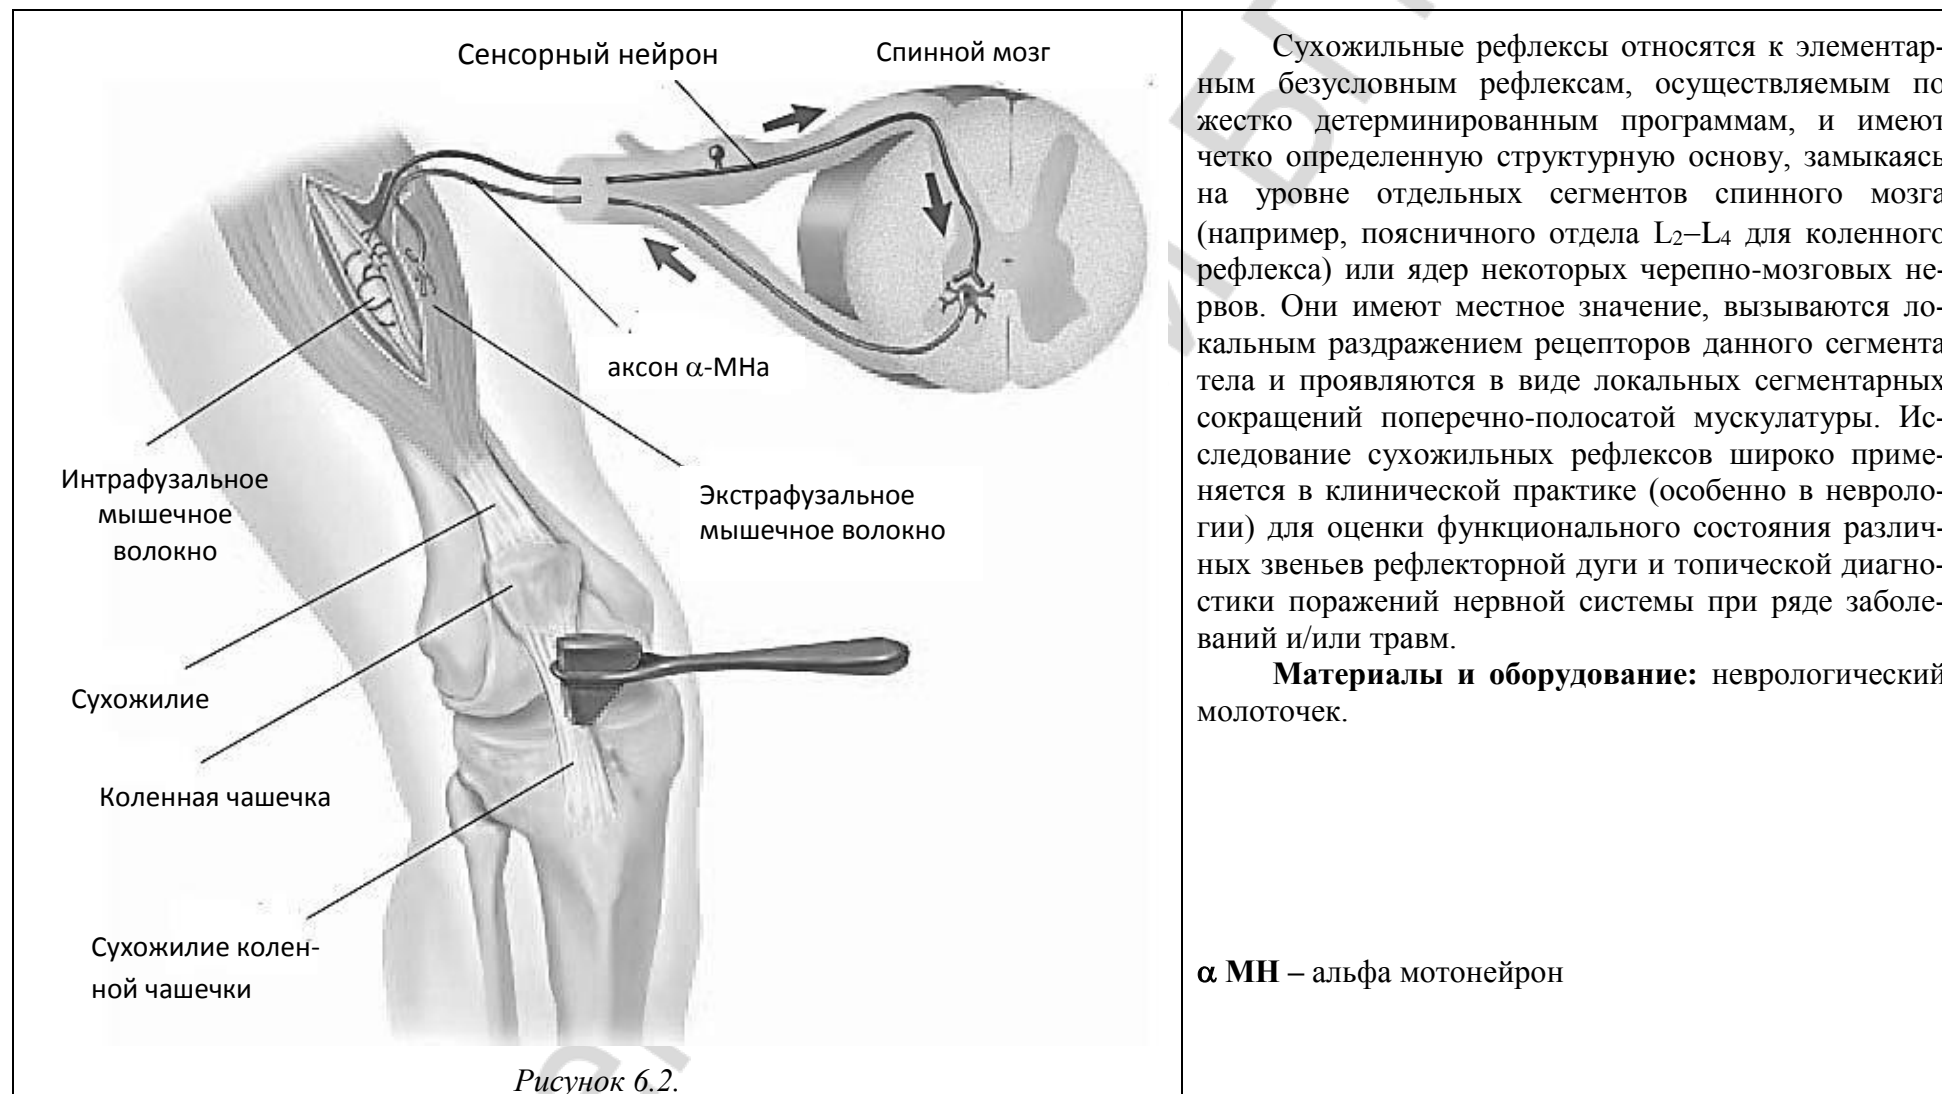 Сенсорный нейрон
Спинной мозг
аксон α-МНа
Интрафузальное
мышечное
волокно
Экстрафузальное
мышечное волокно
Сухожилие
Коленная чашечка
Сухожилие колен-
ной чашечки
Рисунок 6.2.
Сухожильные рефлексы относятся к элементар-
ным безусловным рефлексам, осуществляемым по
жестко детерминированным программам, и имеют
четко определенную структурную основу, замыкаясь
на уровне отдельных сегментов спинного мозга
(например, поясничного отдела L2–L4 для коленного
рефлекса) или ядер некоторых черепно-мозговых не-
рвов. Они имеют местное значение, вызываются ло-
кальным раздражением рецепторов данного сегмента
тела и проявляются в виде локальных сегментарных
сокращений поперечно-полосатой мускулатуры. Ис-
следование сухожильных рефлексов широко приме-
няется в клинической практике (особенно в невроло-
гии) для оценки функционального состояния различ-
ных звеньев рефлекторной дуги и топической диагно-
стики поражений нервной системы при ряде заболе-
ваний и/или травм.
Материалы и оборудование: неврологический
молоточек.
α МН – альфа мотонейрон